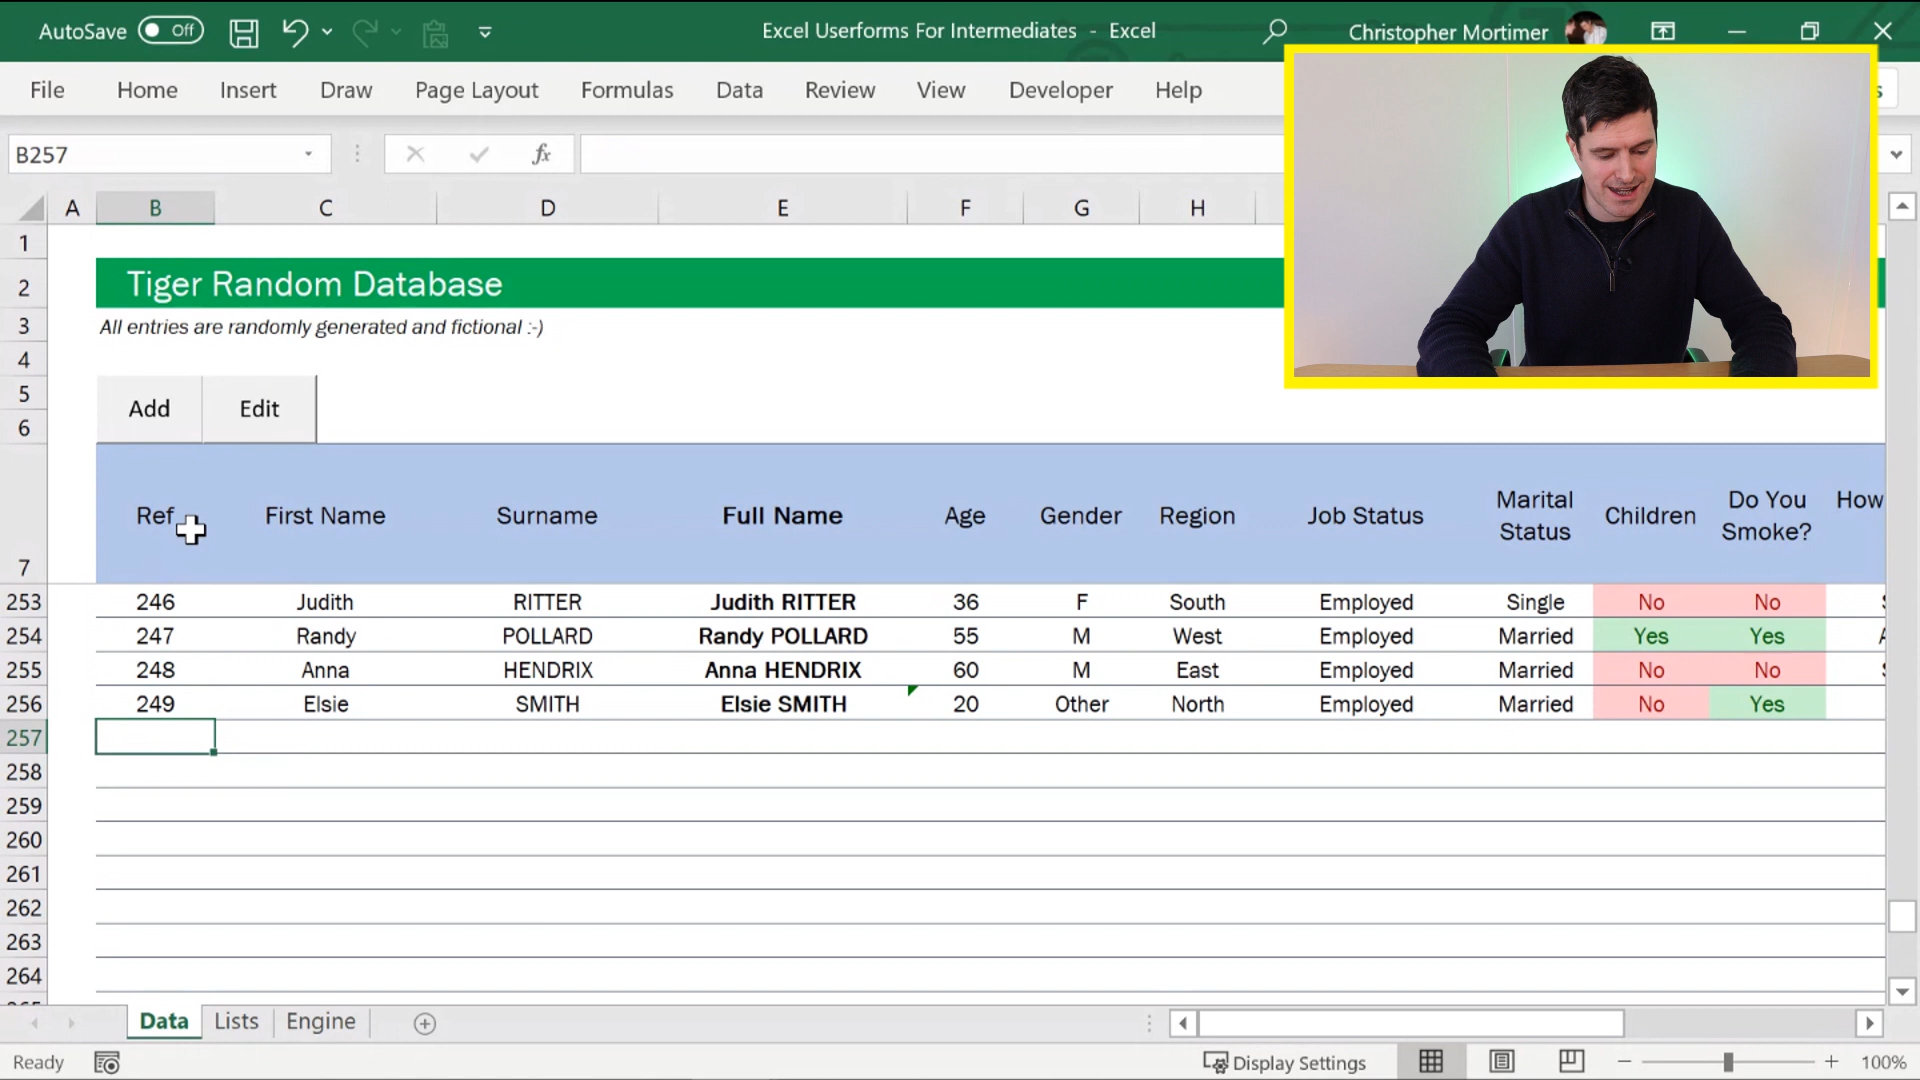 AutoSave Off Excel Userforms For Intermediates - Excel Christopher Mortimer
File Home Insert Draw Page Layout Formulas Data Review View Developer Help
B257 fx
A B C D E F G H
1
2 Tiger Random Database
3 All entries are randomly generated and fictional :-)
4
5
6
Add Edit
7 Ref First Name Surname Full Name Age Gender Region Job Status Marital Status Children Do You Smoke? How
253 246 Judith RITTER Judith RITTER 36 F South Employed Single No No
254 247 Randy POLLARD Randy POLLARD 55 M West Employed Married Yes Yes
255 248 Anna HENDRIX Anna HENDRIX 60 M East Employed Married No No
256 249 Elsie SMITH Elsie SMITH 20 Other North Employed Married No Yes
257
258
259
260
261
262
263
264
Data Lists Engine
Ready Display Settings 100%